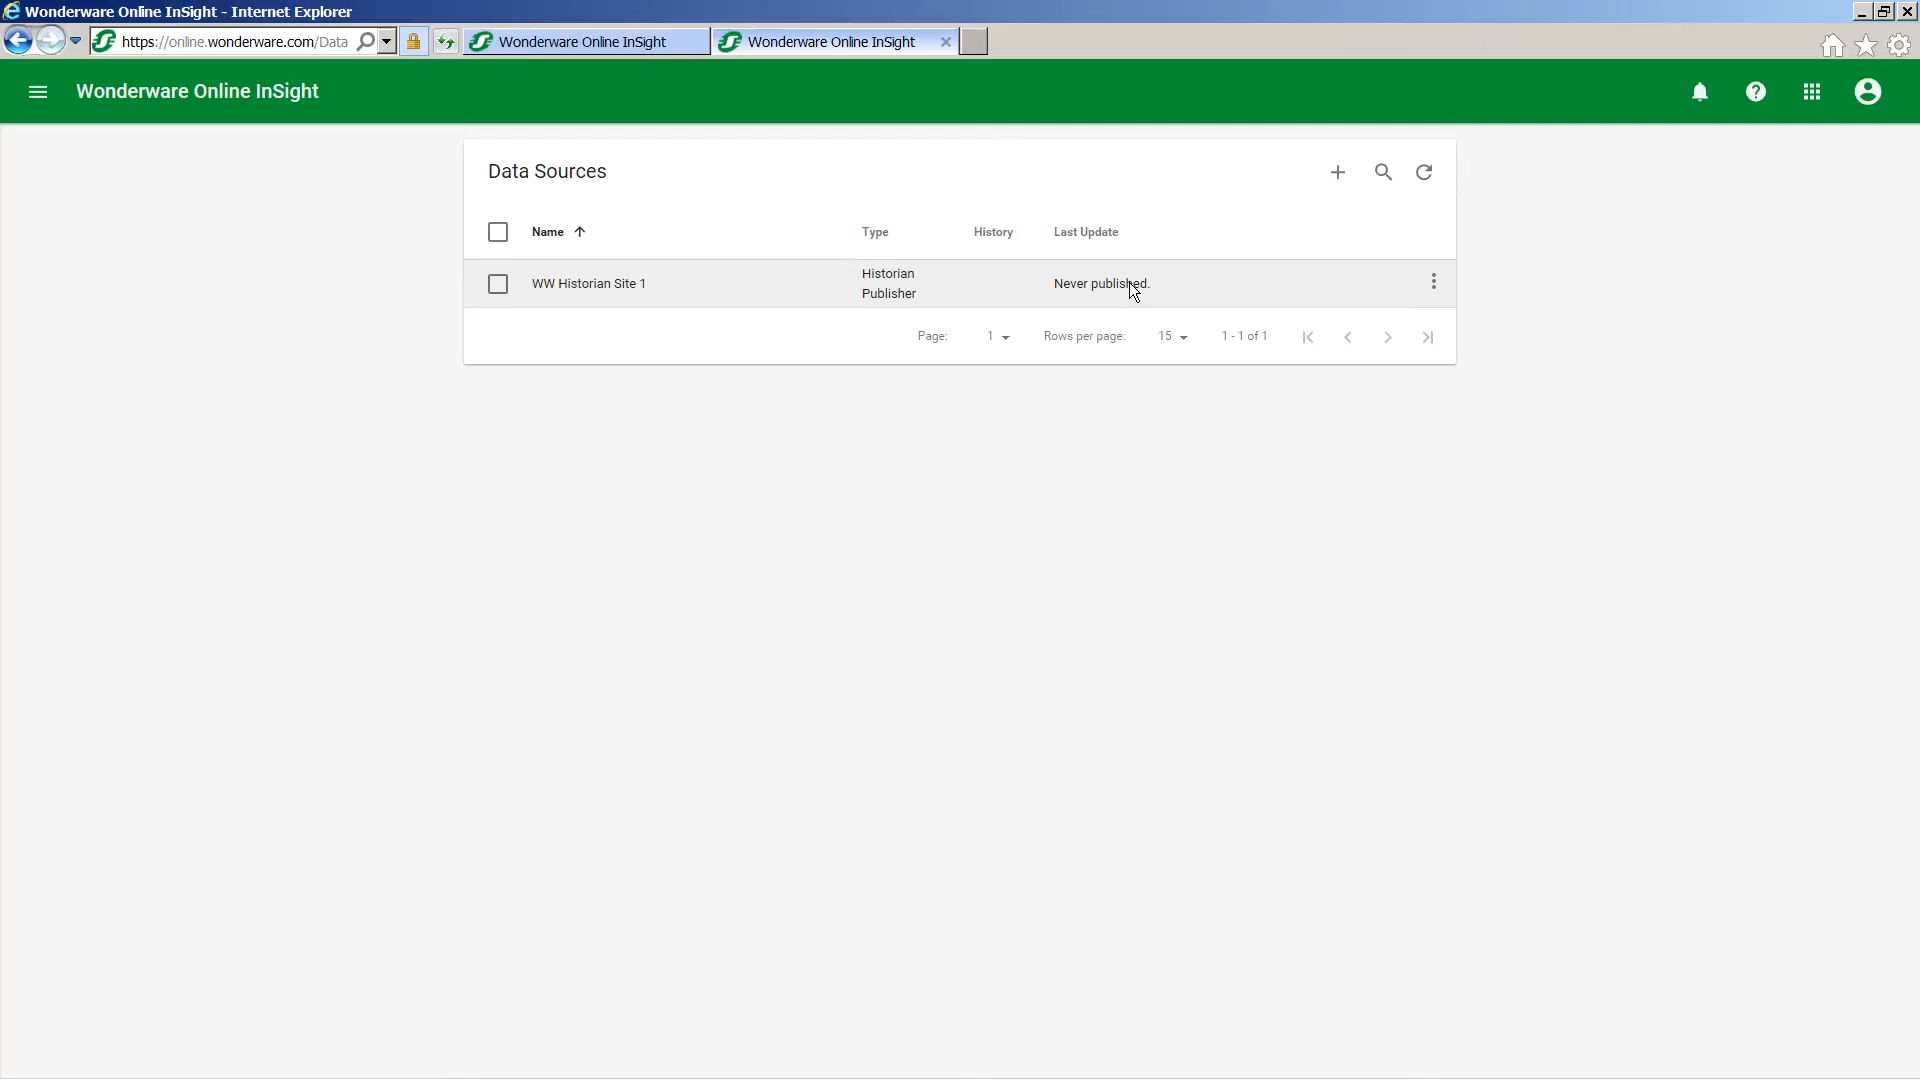 Wonderware Online InSight - Internet Explorer
https://online.wonderware.com/Data
Wonderware Online InSight
Wonderware Online InSight
Wonderware Online InSight
Data Sources
Name Type History Last Update
WW Historian Site 1 Historian Publisher Never published.
Page: 1 Rows per page: 15 1 - 1 of 1